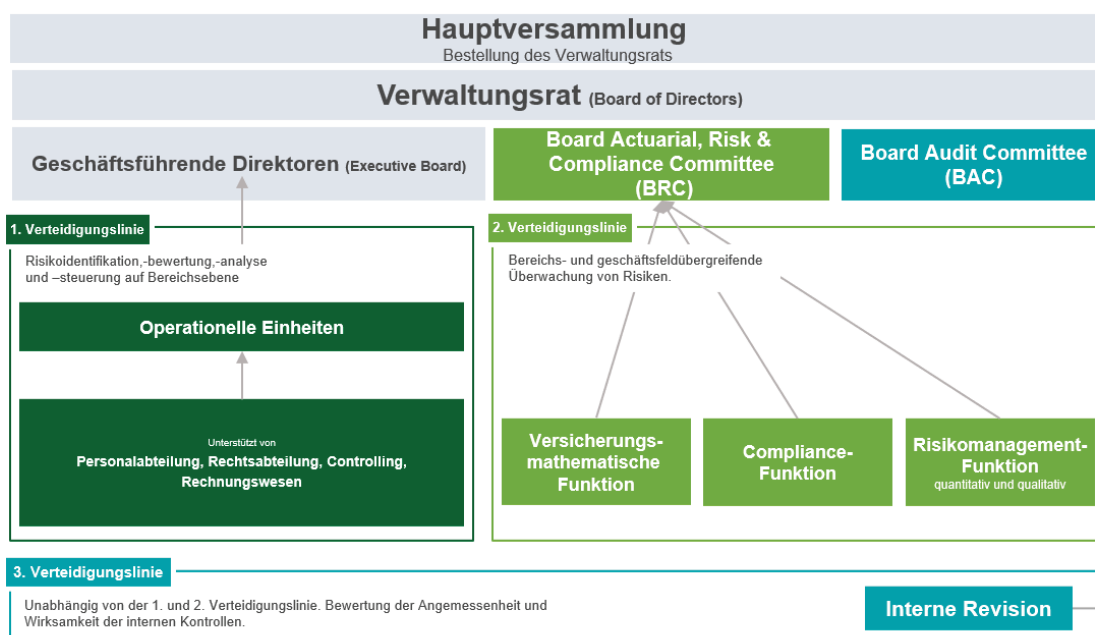 Hauptversammlung
Bestellung des Verwaltungsrats
Verwaltungsrat (Board of Directors)
Geschäftsführende Direktoren (Executive Board)
Board Actuarial, Risk &
Compliance Committee
(BRC)
Board Audit Committee
(BAC)
1. Verteidigungslinie
Risikoidentifikation,-bewertung,-analyse
und –steuerung auf Bereichsebene
Operationelle Einheiten
Unterstützt von
Personalabteilung, Rechtsabteilung, Controlling,
Rechnungswesen
2. Verteidigungslinie
Bereichs- und geschäftsfeldübergreifende
Überwachung von Risiken.
Versicherungs-
mathematische
Funktion
Compliance-
Funktion
Risikomanagement-
Funktion
quantitativ und qualitativ
3. Verteidigungslinie
Unabhängig von der 1. und 2. Verteidigungslinie. Bewertung der Angemessenheit und
Wirksamkeit der internen Kontrollen.
Interne Revision